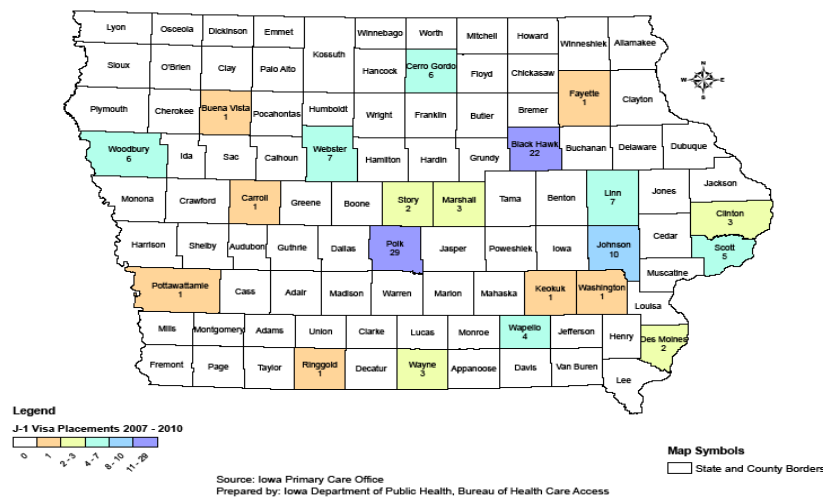 Lyon Osceola Dickinson Emmet Kossuth Winnebago Worth Mitchell Howard Winneshiek Allamakee
Sioux O'Brien Clay Palo Alto Hancock Cerro Gordo Floyd Chickasaw
6
Plymouth Cherokee Buena Vista Pocahontas Humboldt Wright Franklin Butler Bremer Fayette Clayton
1 1
Woodbury Ida Sac Calhoun Webster Hamilton Hardin Grundy Black Hawk Buchanan Delaware Dubuque
6 7 22
Monona Crawford Carroll Greene Boone Story Marshall Tama Benton Linn Jones Jackson
1 2 3 7
Clinton
3
Harrison Shelby Audubon Guthrie Dallas Polk Jasper Poweshiek Iowa Johnson Cedar Scott
29 10 5
Muscatine
Pottawattamie Cass Adair Madison Warren Marion Mahaska Keokuk Washington Louisa
1 1 1
Mills Montgomery Adams Union Clarke Lucas Monroe Wapello Jefferson Henry Des Moines
4 2
Fremont Page Taylor Ringgold Decatur Wayne Appanoose Davis Van Buren Lee
1 3
N
W E
S
Legend
J-1 Visa Placements 2007 - 2010
0 1 2 - 3 4 - 7 8 - 10 11 - 29
Map Symbols
State and County Borders
Source: Iowa Primary Care Office
Prepared by: Iowa Department of Public Health, Bureau of Health Care Access